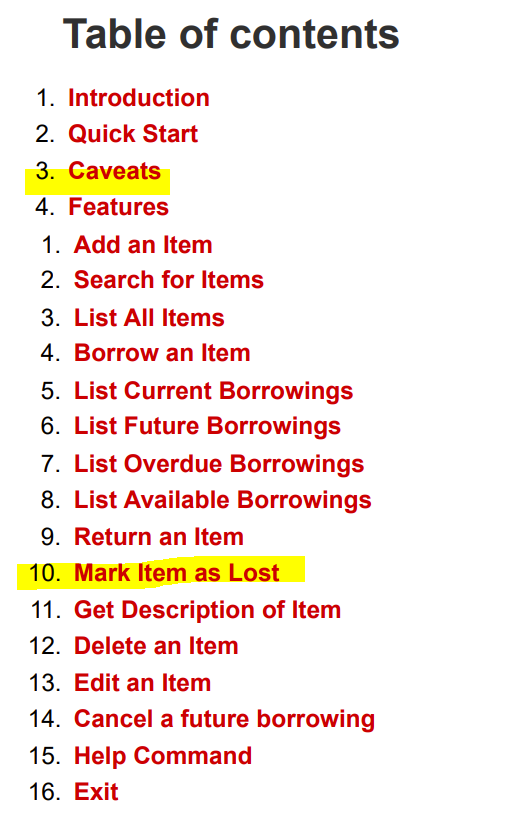 Table of contents
1. Introduction
2. Quick Start
3. Caveats
4. Features
1. Add an Item
2. Search for Items
3. List All Items
4. Borrow an Item
5. List Current Borrowings
6. List Future Borrowings
7. List Overdue Borrowings
8. List Available Borrowings
9. Return an Item
10. Mark Item as Lost
11. Get Description of Item
12. Delete an Item
13. Edit an Item
14. Cancel a future borrowing
15. Help Command
16. Exit